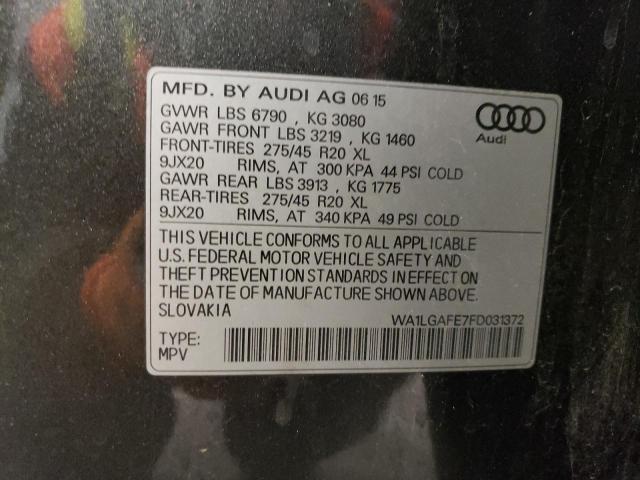 MFD. BY AUDI AG 06 15
GVWR LBS 6790 , KG 3080
GAWR FRONT LBS 3219 , KG 1460
FRONT-TIRES 275/45 R20 XL
9JX20 RIMS, AT 300 KPA 44 PSI COLD
GAWR REAR LBS 3913 , KG 1775
REAR-TIRES 275/45 R20 XL
9JX20 RIMS, AT 340 KPA 49 PSI COLD
Audi
THIS VEHICLE CONFORMS TO ALL APPLICABLE
U.S. FEDERAL MOTOR VEHICLE SAFETY AND
THEFT PREVENTION STANDARDS IN EFFECT ON
THE DATE OF MANUFACTURE SHOWN ABOVE.
SLOVAKIA WA1LGAFE7FD031372
TYPE:
MPV